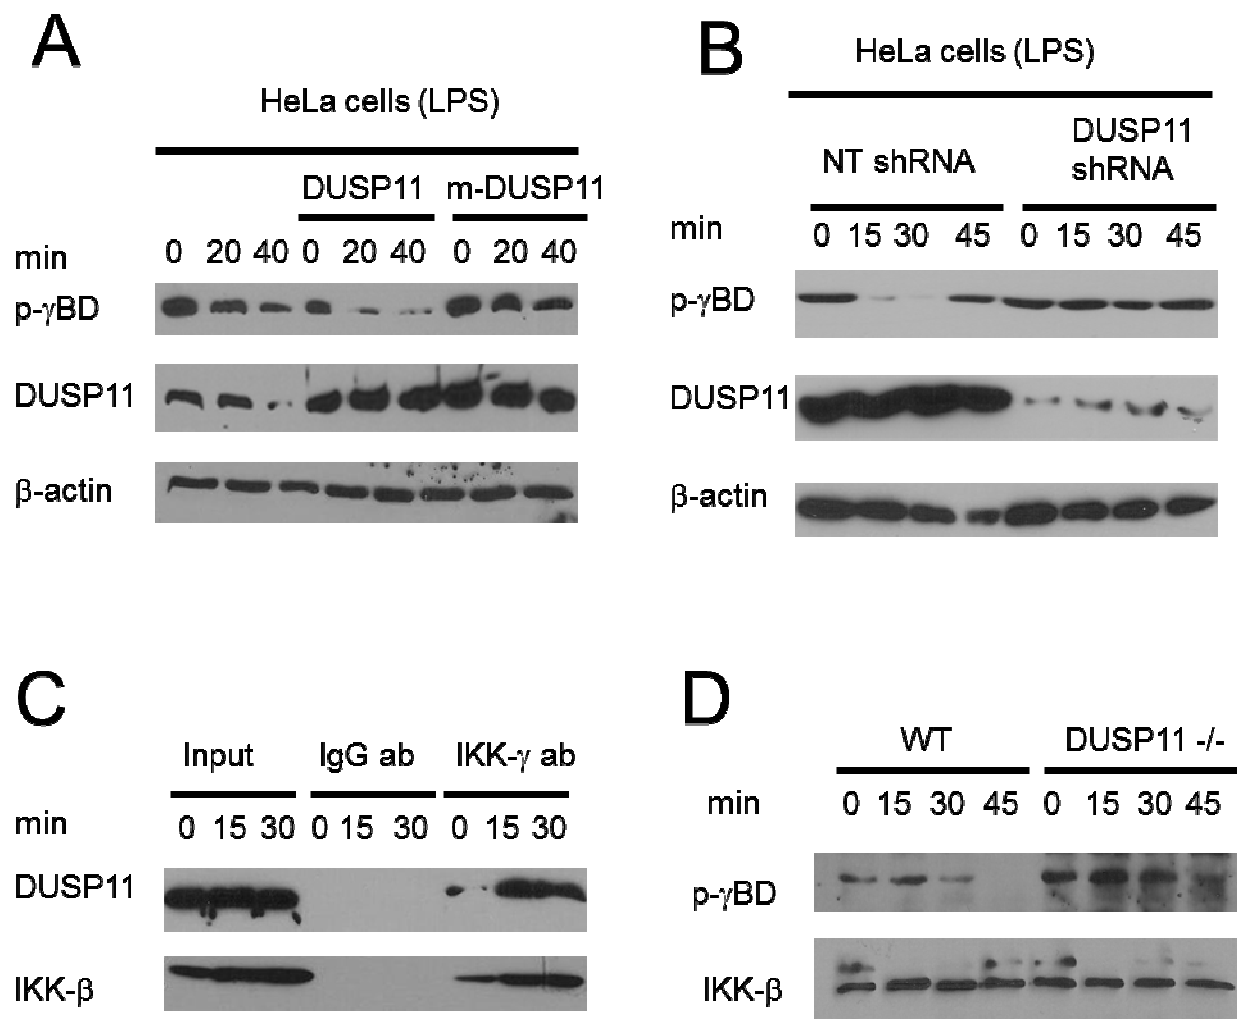 A
HeLa cells (LPS)
DUSP11 m-DUSP11
min 0 20 40 0 20 40 0 20 40
p-γBD
DUSP11
β-actin
B
HeLa cells (LPS)
NT shRNA DUSP11
shRNA
min 0 15 30 45 0 15 30 45
p-γBD
DUSP11
β-actin
C
Input IgG ab IKK-γ ab
min 0 15 30 0 15 30 0 15 30
DUSP11
IKK-β
D
WT DUSP11 -/-
min 0 15 30 45 0 15 30 45
p-γBD
IKK-β